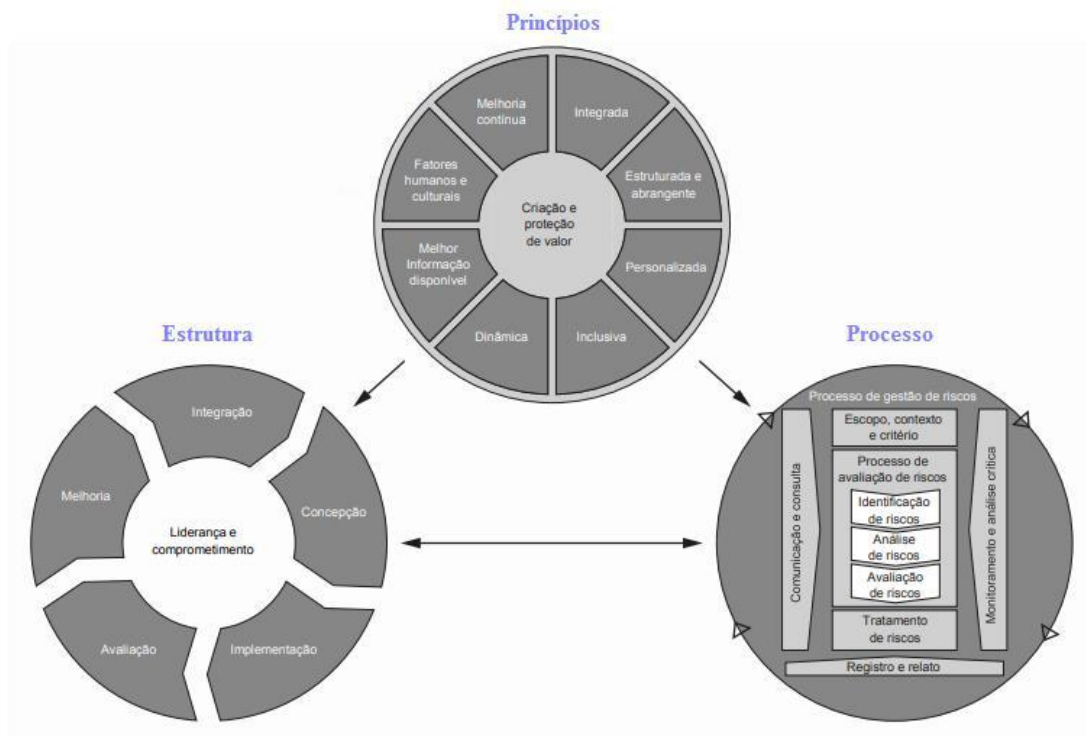 Princípios
Melhoria
contínua
Integrada
Fatores
humanos e
culturais
Estruturada e
abrangente
Criação e
proteção
de valor
Melhor
Informação
disponível
Personalizada
Dinâmica
Inclusiva
Estrutura
Integração
Melhoria
Concepção
Liderança e
comprometimento
Avaliação
Implementação
Processo
Processo de gestão de riscos
Escopo, contexto
e critério
Comunicação e consulta
Processo de
avaliação de riscos
Identificação
de riscos
Análise
de riscos
Avaliação
de riscos
Monitoramento e análise crítica
Tratamento
de riscos
Registro e relato